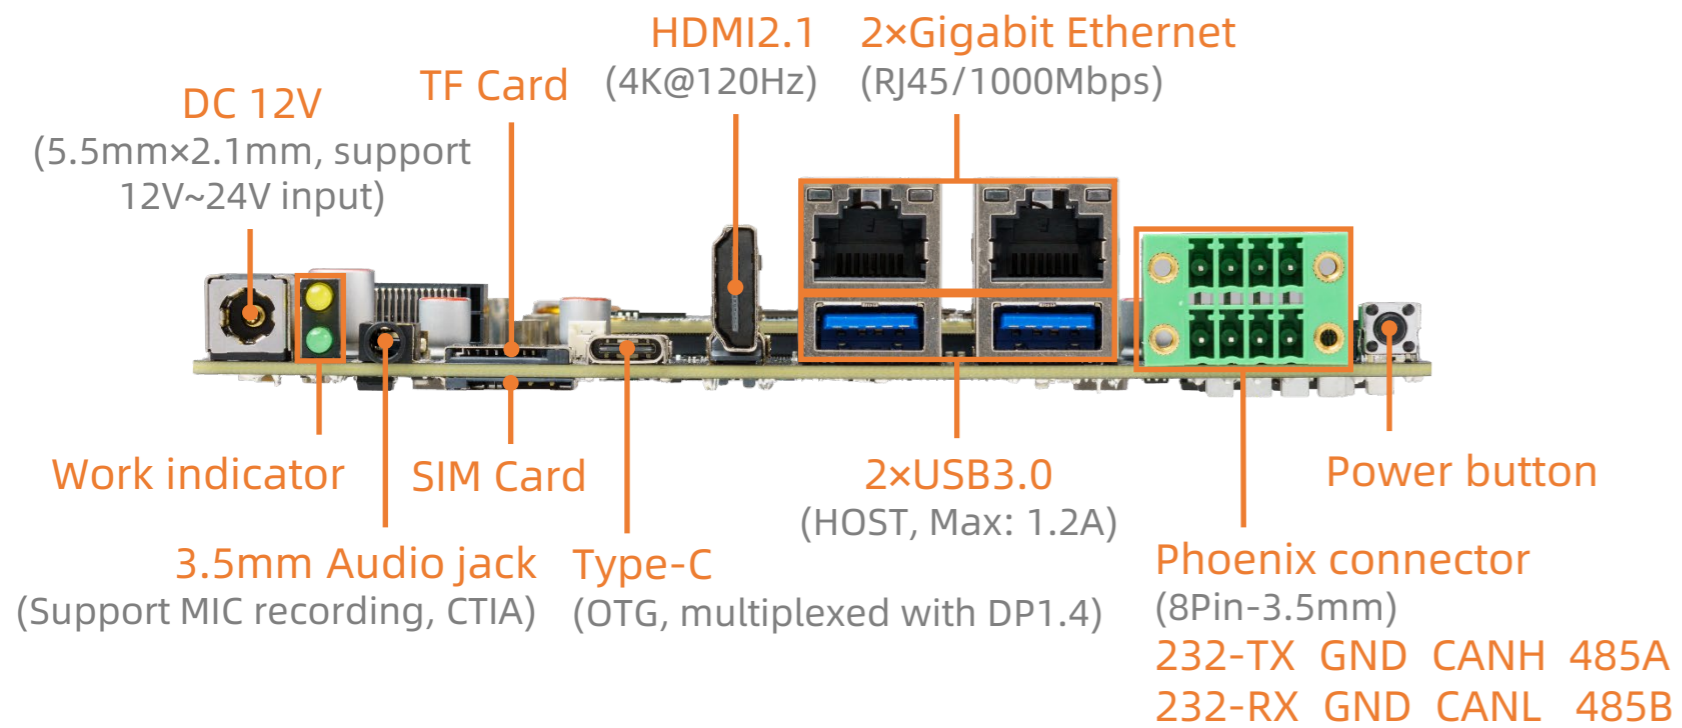 HDMI2.1
(4K@120Hz)
2×Gigabit Ethernet
(RJ45/1000Mbps)
TF Card
DC 12V
(5.5mm×2.1mm, support
12V~24V input)
Work indicator
SIM Card
2×USB3.0
(HOST, Max: 1.2A)
Power button
3.5mm Audio jack
(Support MIC recording, CTIA)
Type-C
(OTG, multiplexed with DP1.4)
Phoenix connector
(8Pin-3.5mm)
232-TX GND CANH 485A
232-RX GND CANL 485B